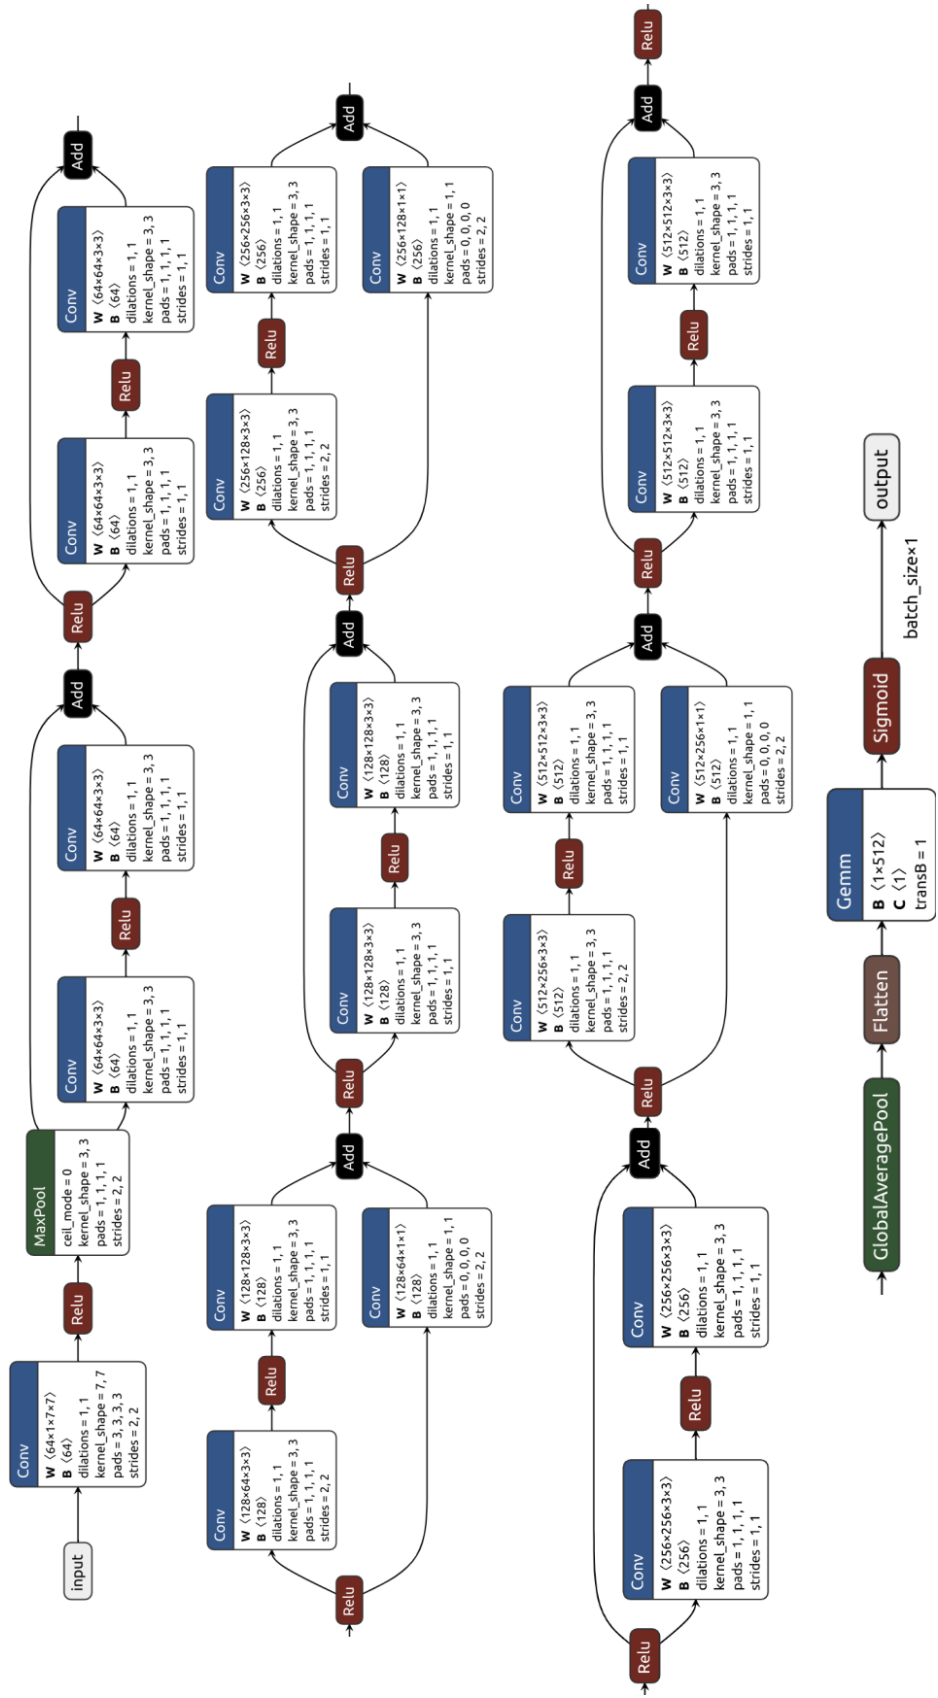 input
Conv
W ⟨64×1×7×7⟩
B ⟨64⟩
dilations = 1, 1
kernel_shape = 7, 7
pads = 3, 3, 3, 3
strides = 2, 2
Relu
MaxPool
ceil_mode = 0
kernel_shape = 3, 3
pads = 1, 1, 1, 1
strides = 2, 2
Conv
W ⟨64×64×3×3⟩
B ⟨64⟩
dilations = 1, 1
kernel_shape = 3, 3
pads = 1, 1, 1, 1
strides = 1, 1
Relu
Conv
W ⟨64×64×3×3⟩
B ⟨64⟩
dilations = 1, 1
kernel_shape = 3, 3
pads = 1, 1, 1, 1
strides = 1, 1
Add
Relu
Conv
W ⟨64×64×3×3⟩
B ⟨64⟩
dilations = 1, 1
kernel_shape = 3, 3
pads = 1, 1, 1, 1
strides = 1, 1
Relu
Conv
W ⟨64×64×3×3⟩
B ⟨64⟩
dilations = 1, 1
kernel_shape = 3, 3
pads = 1, 1, 1, 1
strides = 1, 1
Add
Relu
Conv
W ⟨128×64×3×3⟩
B ⟨128⟩
dilations = 1, 1
kernel_shape = 3, 3
pads = 1, 1, 1, 1
strides = 2, 2
Relu
Conv
W ⟨128×128×3×3⟩
B ⟨128⟩
dilations = 1, 1
kernel_shape = 3, 3
pads = 1, 1, 1, 1
strides = 1, 1
Conv
W ⟨128×64×1×1⟩
B ⟨128⟩
dilations = 1, 1
kernel_shape = 1, 1
pads = 0, 0, 0, 0
strides = 2, 2
Add
Relu
Conv
W ⟨128×128×3×3⟩
B ⟨128⟩
dilations = 1, 1
kernel_shape = 3, 3
pads = 1, 1, 1, 1
strides = 1, 1
Relu
Conv
W ⟨128×128×3×3⟩
B ⟨128⟩
dilations = 1, 1
kernel_shape = 3, 3
pads = 1, 1, 1, 1
strides = 1, 1
Add
Relu
Conv
W ⟨256×128×3×3⟩
B ⟨256⟩
dilations = 1, 1
kernel_shape = 3, 3
pads = 1, 1, 1, 1
strides = 2, 2
Relu
Conv
W ⟨256×256×3×3⟩
B ⟨256⟩
dilations = 1, 1
kernel_shape = 3, 3
pads = 1, 1, 1, 1
strides = 1, 1
Conv
W ⟨256×128×1×1⟩
B ⟨256⟩
dilations = 1, 1
kernel_shape = 1, 1
pads = 0, 0, 0, 0
strides = 2, 2
Add
Relu
Conv
W ⟨256×256×3×3⟩
B ⟨256⟩
dilations = 1, 1
kernel_shape = 3, 3
pads = 1, 1, 1, 1
strides = 1, 1
Relu
Conv
W ⟨256×256×3×3⟩
B ⟨256⟩
dilations = 1, 1
kernel_shape = 3, 3
pads = 1, 1, 1, 1
strides = 1, 1
Add
Relu
Conv
W ⟨512×256×3×3⟩
B ⟨512⟩
dilations = 1, 1
kernel_shape = 3, 3
pads = 1, 1, 1, 1
strides = 2, 2
Relu
Conv
W ⟨512×512×3×3⟩
B ⟨512⟩
dilations = 1, 1
kernel_shape = 3, 3
pads = 1, 1, 1, 1
strides = 1, 1
Conv
W ⟨512×256×1×1⟩
B ⟨512⟩
dilations = 1, 1
kernel_shape = 1, 1
pads = 0, 0, 0, 0
strides = 2, 2
Add
Relu
Conv
W ⟨512×512×3×3⟩
B ⟨512⟩
dilations = 1, 1
kernel_shape = 3, 3
pads = 1, 1, 1, 1
strides = 1, 1
Relu
Conv
W ⟨512×512×3×3⟩
B ⟨512⟩
dilations = 1, 1
kernel_shape = 3, 3
pads = 1, 1, 1, 1
strides = 1, 1
Add
Relu
GlobalAveragePool
Flatten
Gemm
B ⟨1×512⟩
C ⟨1⟩
transB = 1
Sigmoid
batch_size×1
output